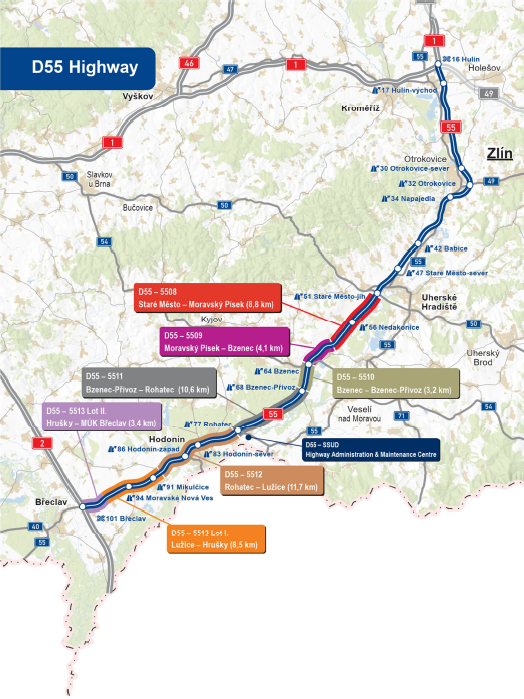 D55 Highway
1
55
16 Hulín
Holešov
46
47
1
Vyškov
17 Hulín-východ
49
Kroměříž
55
1
Zlín
Otrokovice
30 Otrokovice-sever
50
Slavkov
u Brna
32 Otrokovice
49
34 Napajedla
Bučovice
50
54
42 Babice
55
47 Staré Město-sever
D55 – 5508
Staré Město – Moravský Písek (8,8 km)
51 Staré Město-jih
Uherské
Hradiště
Kyjov
56 Nedakonice
50
D55 – 5509
Moravský Písek – Bzenec (4,1 km)
55
Uherský
Brod
64 Bzenec
D55 – 5511
Bzenec-Přívoz – Rohatec (10,6 km)
D55 – 5510
Bzenec – Bzenec-Přívoz (3,2 km)
68 Bzenec-Přívoz
D55 – 5513 Lot II.
Hrušky – MÚK Břeclav (3.4 km)
55
Veselí
nad Moravou
71
54
77 Rohatec
55
2
Hodonín
D55 – SSÚD
Highway Administration & Maintenance Centre
86 Hodonín-západ
83 Hodonín-sever
D55 – 5512
Rohatec – Lužice (11,7 km)
91 Mikulčice
94 Moravská Nová Ves
Břeclav
101 Břeclav
40
55
D55 – 5513 Lot I.
Lužice – Hrušky (8,5 km)